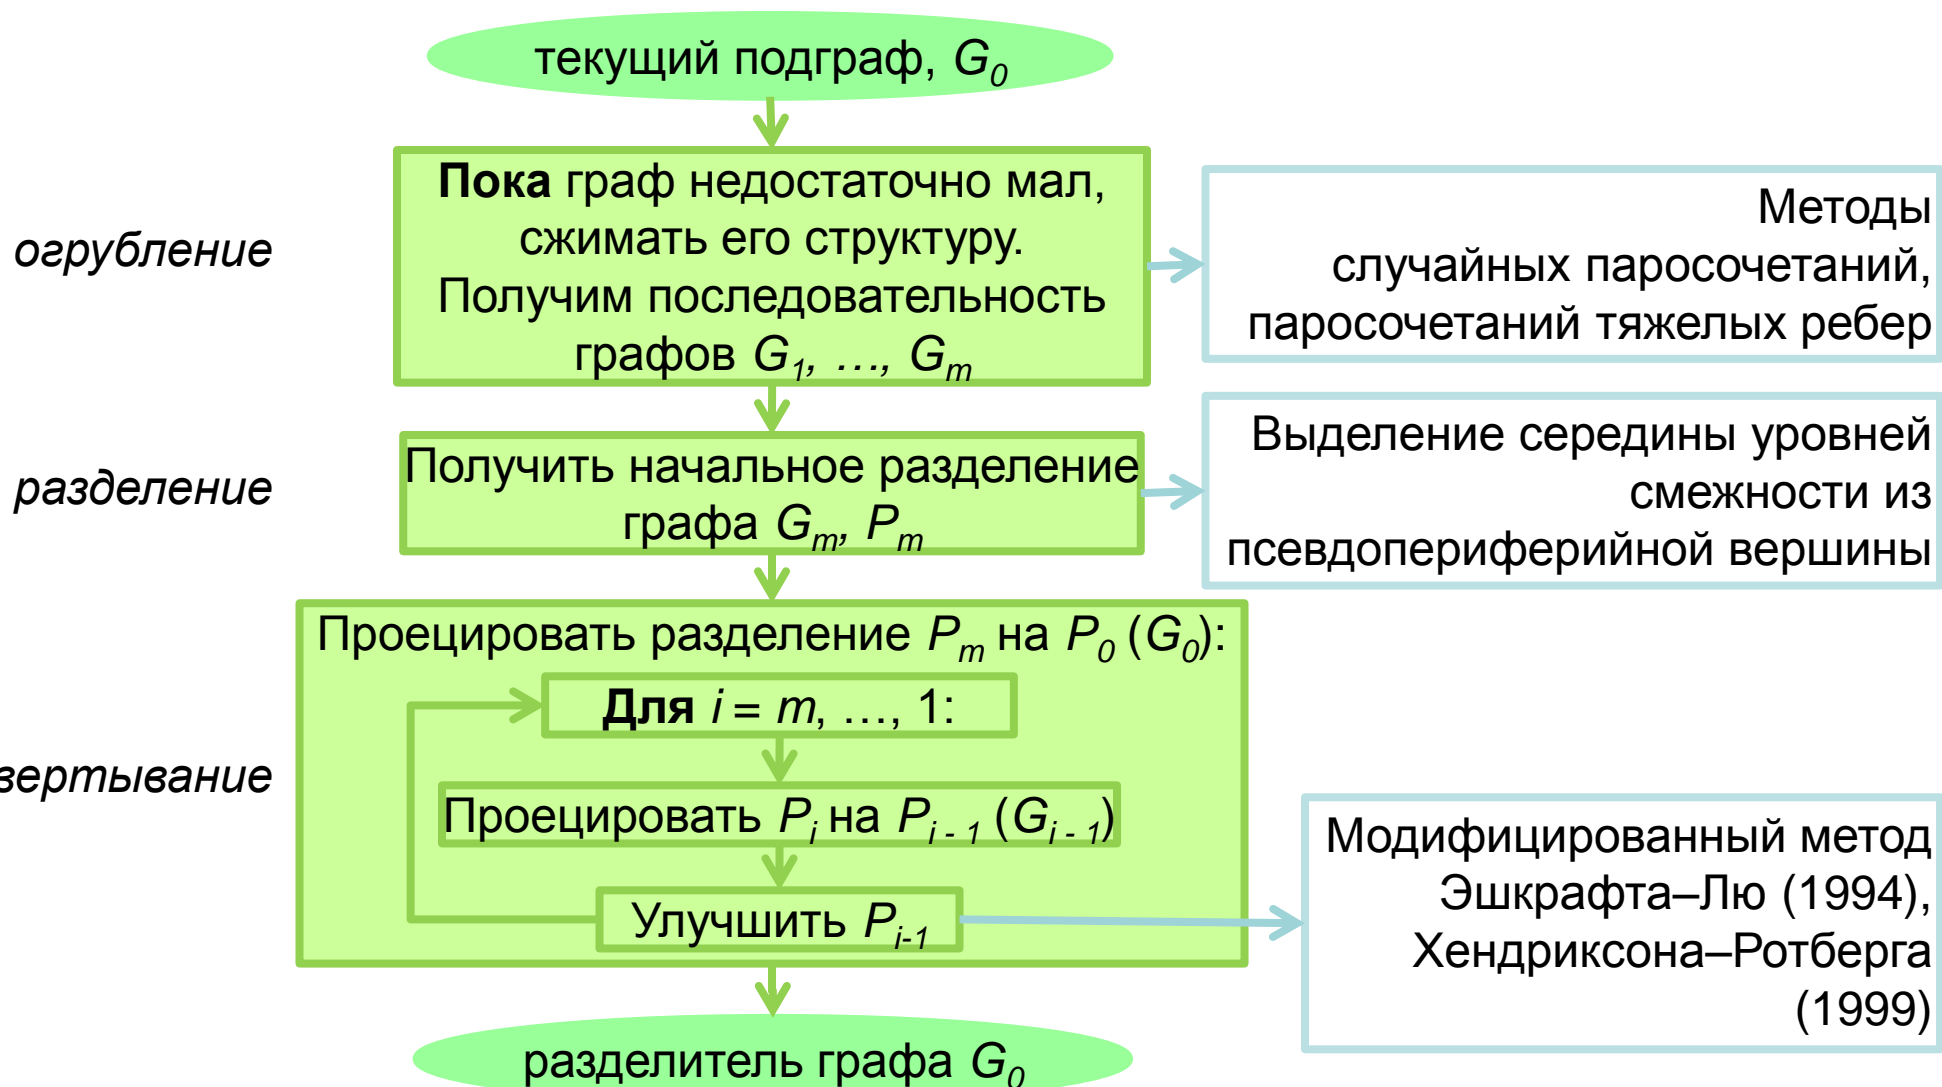 текущий подграф, G0
огрубление
Пока граф недостаточно мал,
сжимать его структуру.
Получим последовательность
графов G1, …, Gm
Методы
случайных паросочетаний,
паросочетаний тяжелых ребер
разделение
Получить начальное разделение
графа Gm, Pm
Выделение середины уровней
смежности из
псевдопериферийной вершины
Проецировать разделение Pm на P0 (G0):
Для i = m, …, 1:
Проецировать Pi на Pi - 1 (Gi - 1)
Улучшить Pi-1
Модифицированный метод
Эшкрафта–Лю (1994),
Хендриксона–Ротберга
(1999)
разделитель графа G0